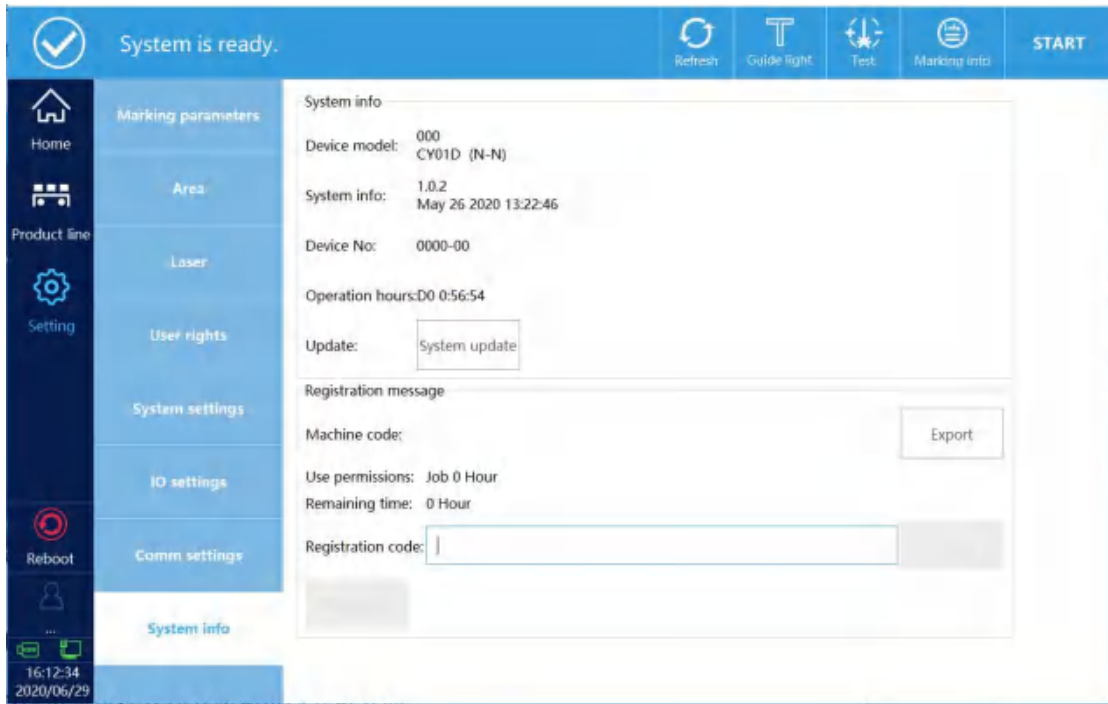 System is ready.
Refresh
Guide light
Test
Marking info
START
Home
Product line
Setting
Reboot
...
16:12:34
2020/06/29
Marking parameters
Area
Laser
User rights
System settings
IO settings
Comm settings
System info
System info
Device model: 000
CY01D (N-N)
System info: 1.0.2
May 26 2020 13:22:46
Device No: 0000-00
Operation hours:D0 0:56:54
Update: System update
Registration message
Machine code: Export
Use permissions: Job 0 Hour
Remaining time: 0 Hour
Registration code: